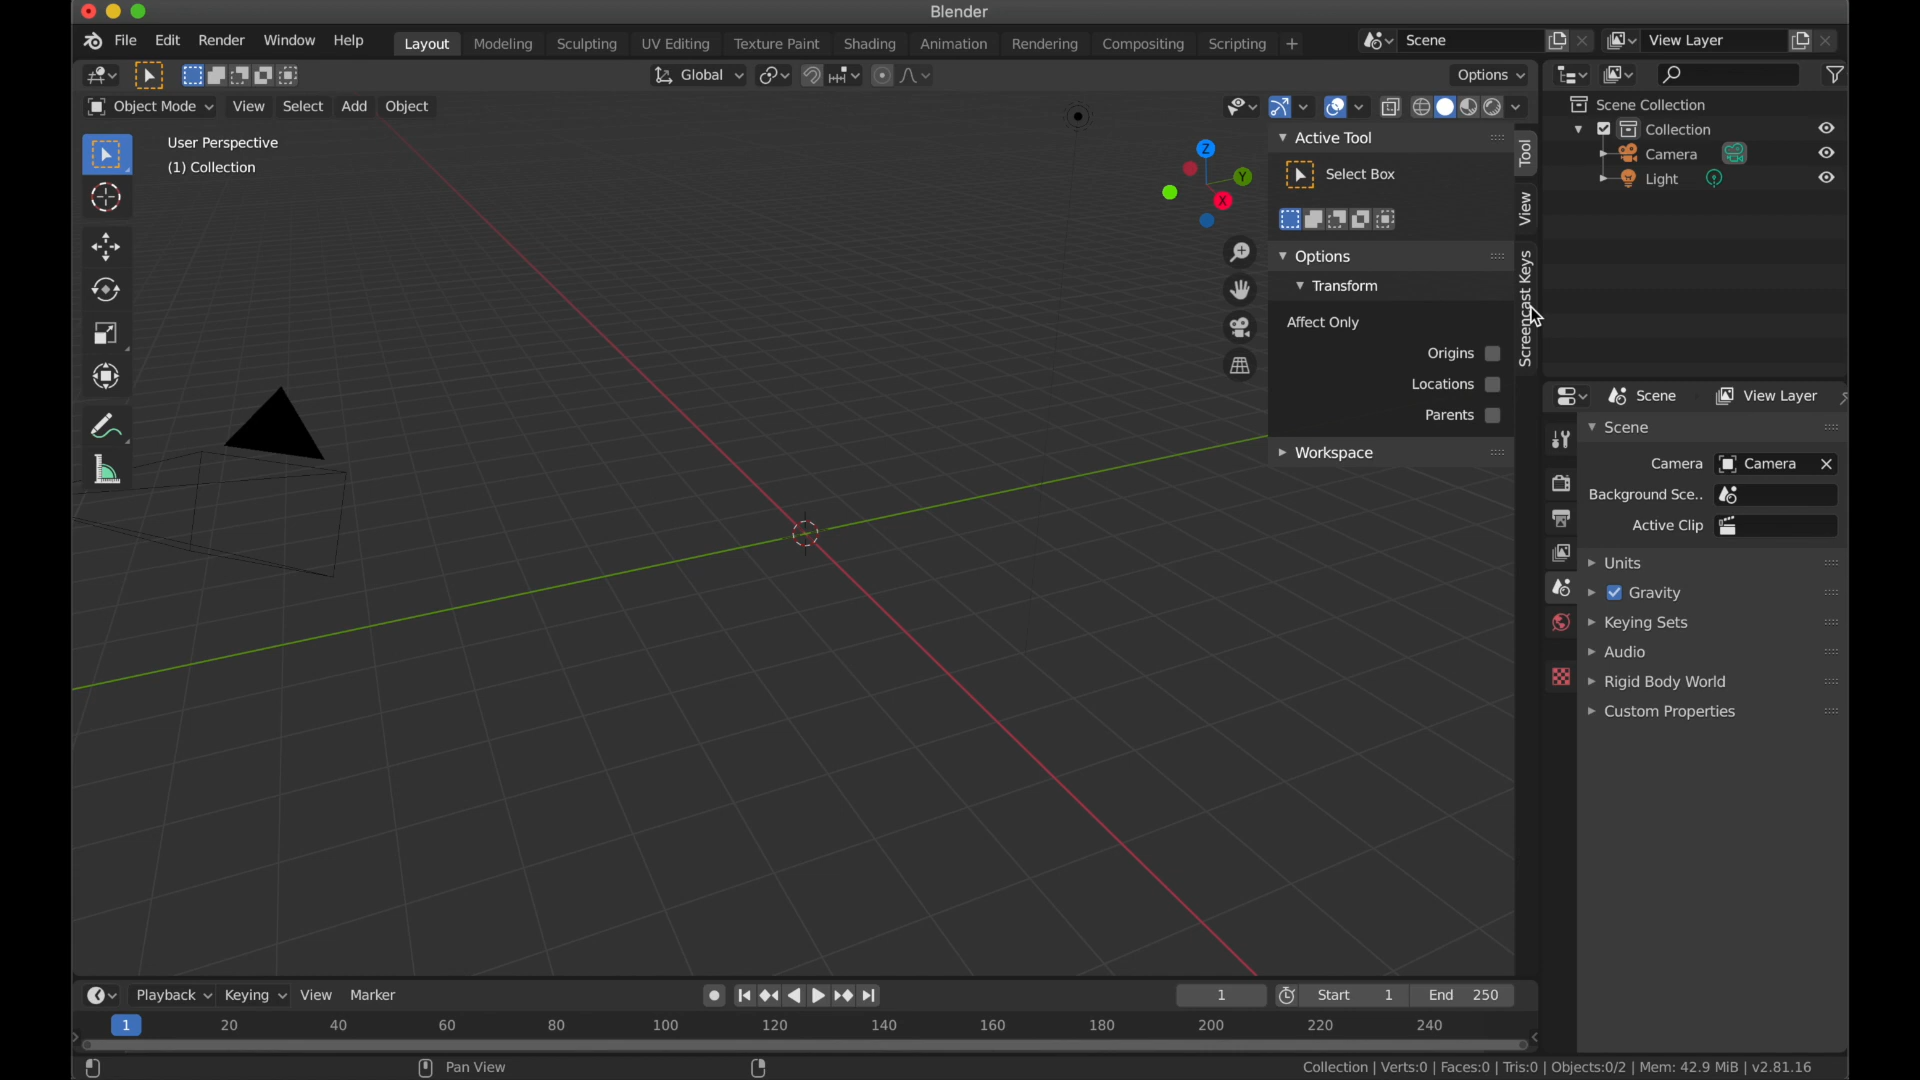 Blender
File Edit Render Window Help Layout Modeling Sculpting UV Editing Texture Paint Shading Animation Rendering Compositing Scripting + Scene View Layer
Global Options
Object Mode View Select Add Object
User Perspective
(1) Collection
Z
Y
X
Active Tool
Select Box
Options
Transform
Affect Only
Origins
Locations
Parents
Workspace
Tool
View
Screencast Keys
Scene Collection
Collection
Camera
Light
Scene View Layer
Scene
Camera Camera
Background Sce..
Active Clip
Units
Gravity
Keying Sets
Audio
Rigid Body World
Custom Properties
Playback Keying View Marker 1 Start 1 End 250
1 20 40 60 80 100 120 140 160 180 200 220 240
Pan View Collection | Verts:0 | Faces:0 | Tris:0 | Objects:0/2 | Mem: 42.9 MiB | v2.81.16